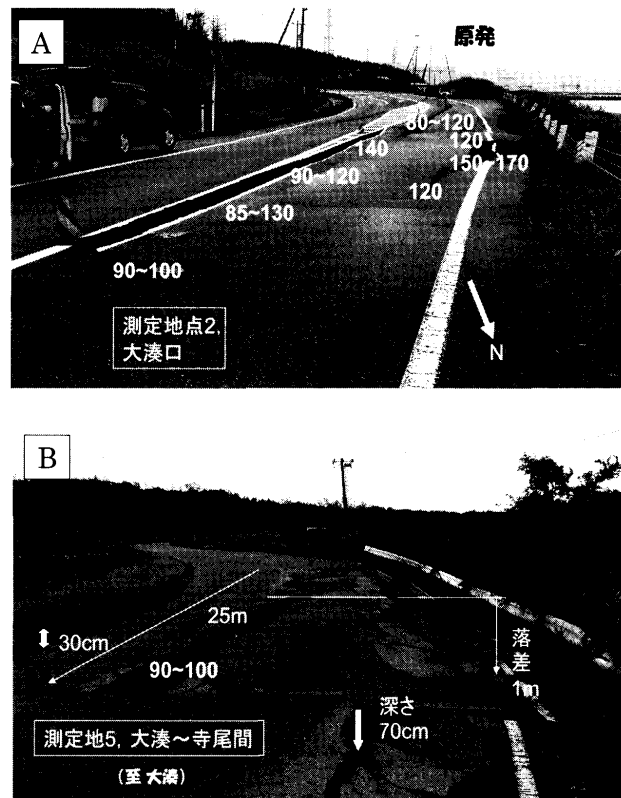 A
原発
80~120
120
140
150~170
90~120
120
85~130
90~100
測定地点2,
大湊口
N
B
25m
30cm
90~100
落差
1m
深さ
70cm
測定地5, 大湊~寺尾間
(至 大湊)